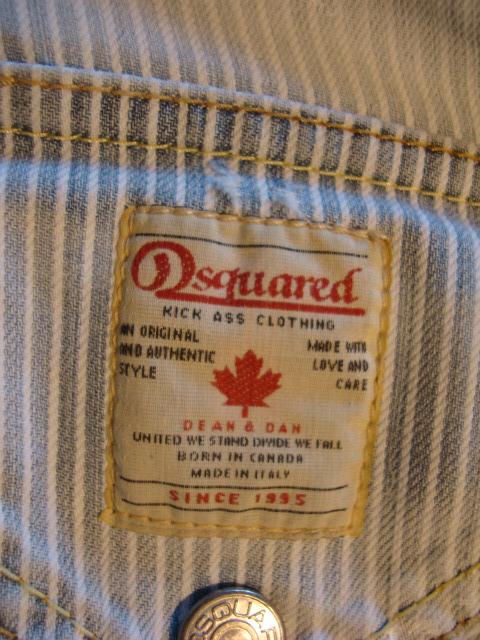 Dsquared
KICK ASS CLOTHING
AN ORIGINAL
AND AUTHENTIC
STYLE
MADE WITH
LOVE AND
CARE
DEAN & DAN
UNITED WE STAND DIVIDE WE FALL
BORN IN CANADA
MADE IN ITALY
SINCE 1995
DSQUAR